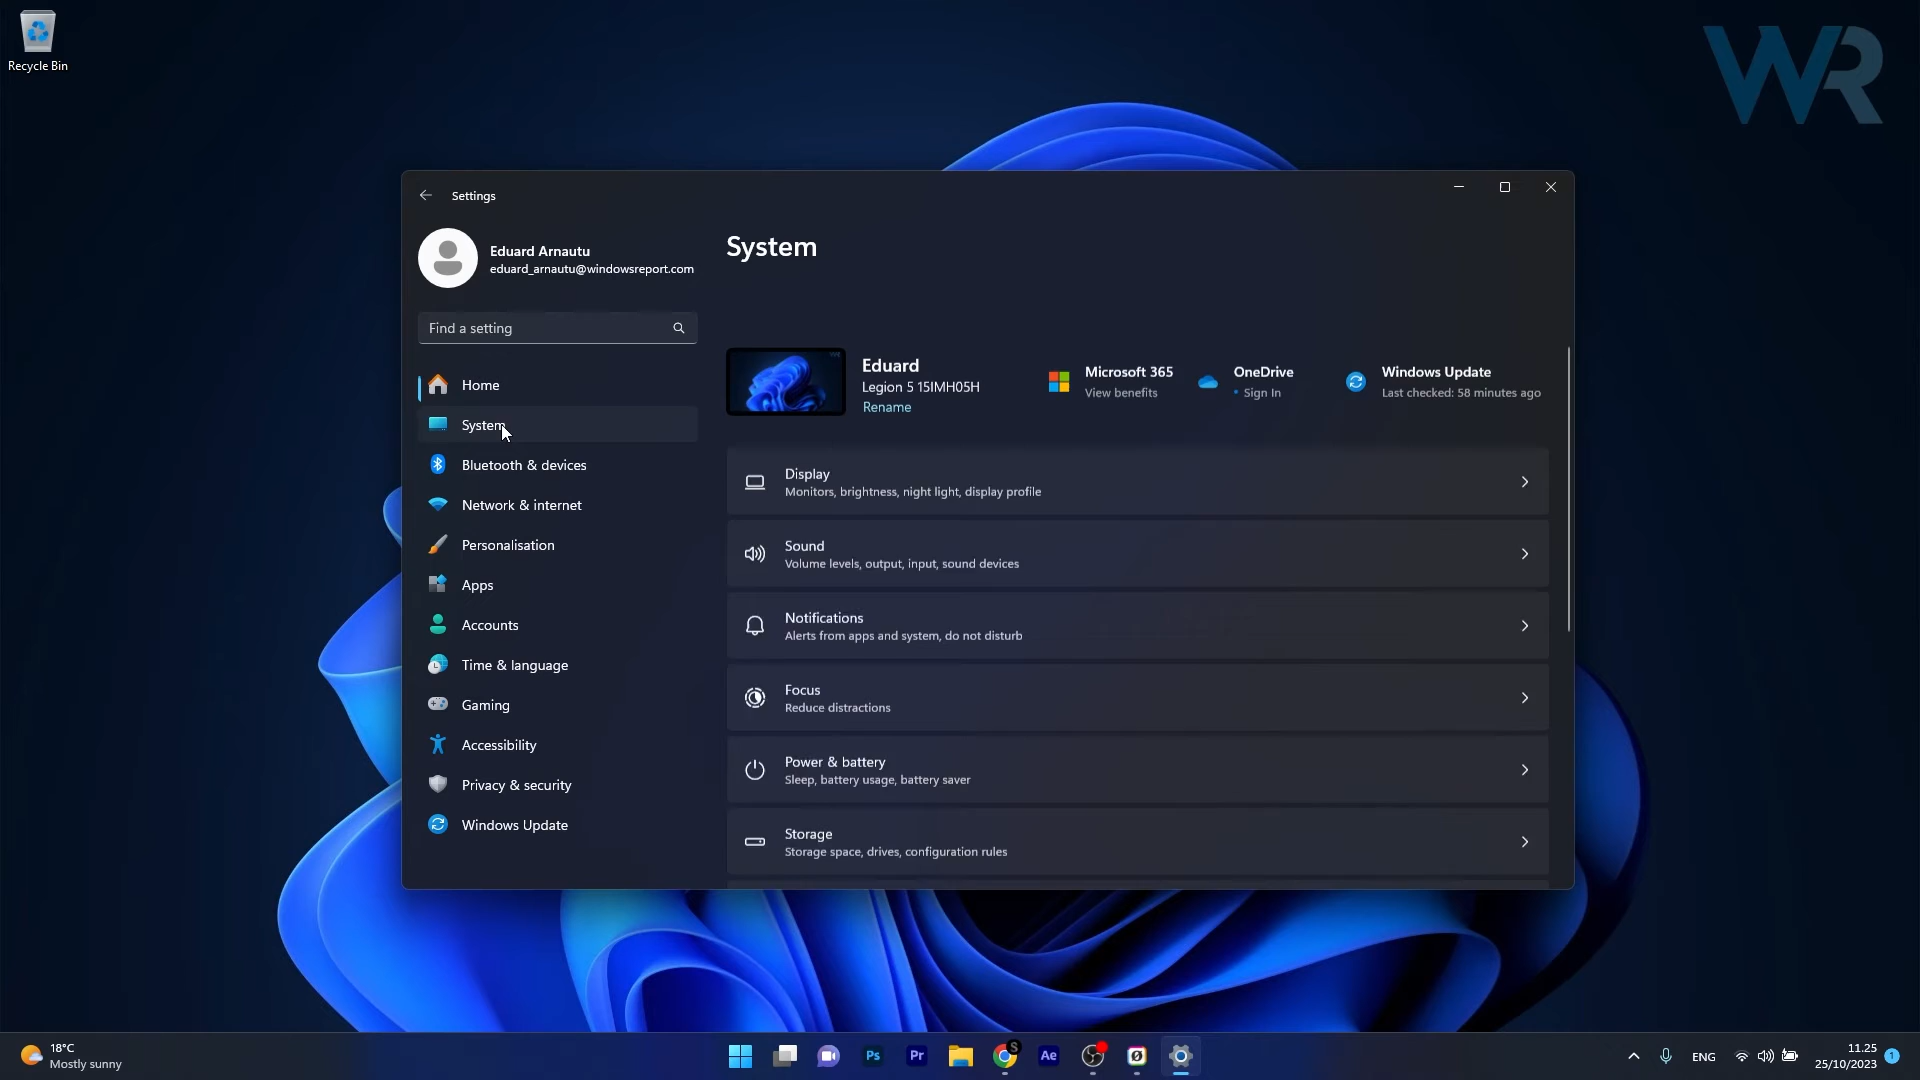 Recycle Bin
WR
Settings
Eduard Arnautu
eduard_arnautu@windowsreport.com
Find a setting
Home
System
Bluetooth & devices
Network & internet
Personalisation
Apps
Accounts
Time & language
Gaming
Accessibility
Privacy & security
Windows Update
System
Eduard
Legion 5 15IMH05H
Rename
Microsoft 365
View benefits
OneDrive
• Sign In
Windows Update
Last checked: 58 minutes ago
Display
Monitors, brightness, night light, display profile
Sound
Volume levels, output, input, sound devices
Notifications
Alerts from apps and system, do not disturb
Focus
Reduce distractions
Power & battery
Sleep, battery usage, battery saver
Storage
Storage space, drives, configuration rules
18°C
Mostly sunny
Ps
Pr
S
Ae
ENG
11.25
25/10/2023
1